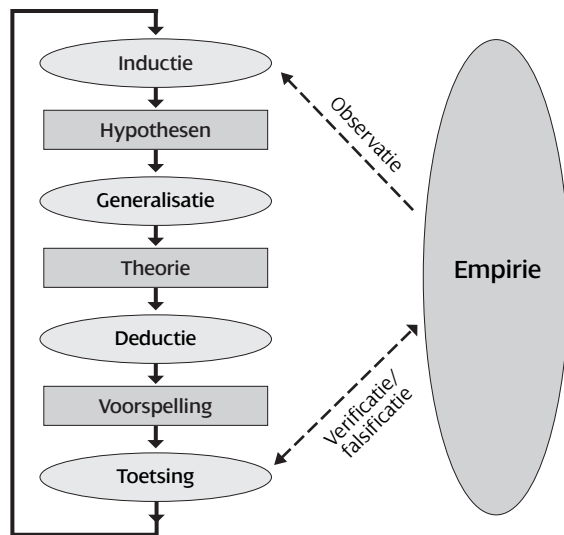 Inductie
Observatie
Hypothesen
Generalisatie
Theorie
Empirie
Deductie
Voorspelling
Verificatie/
falsificatie
Toetsing